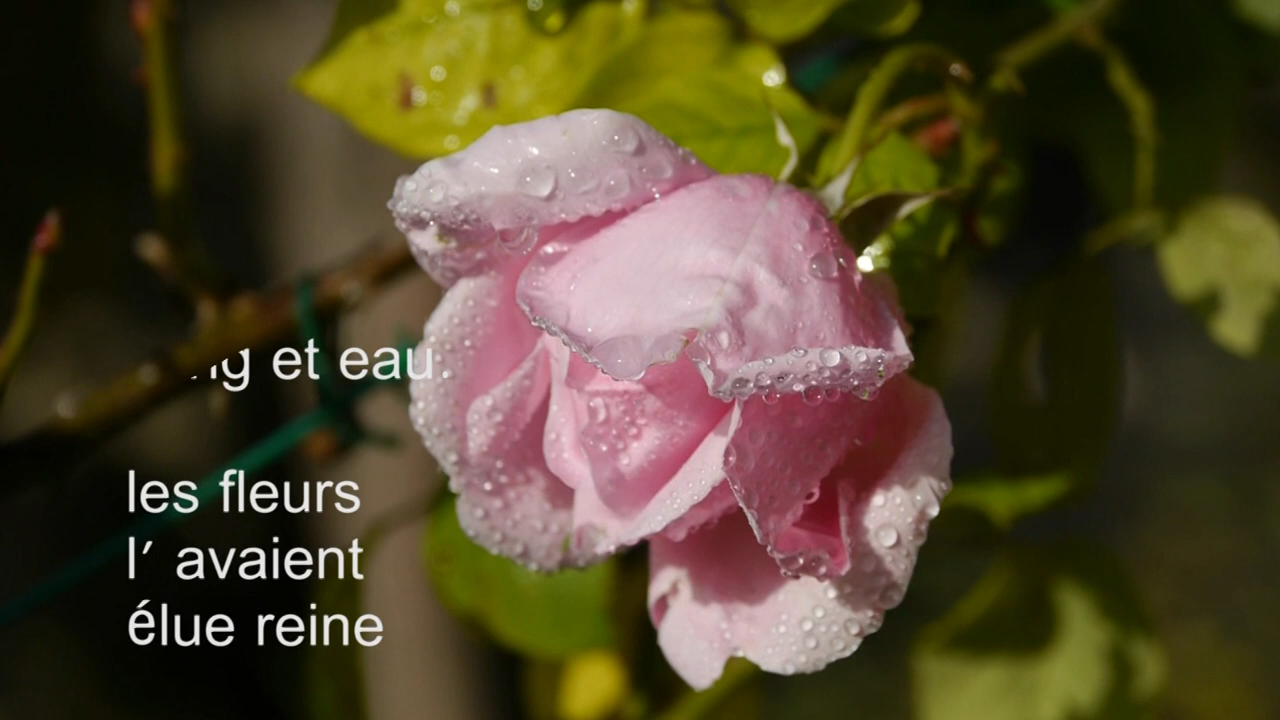 et eau.
les fleurs
l’ avaient
élue reine